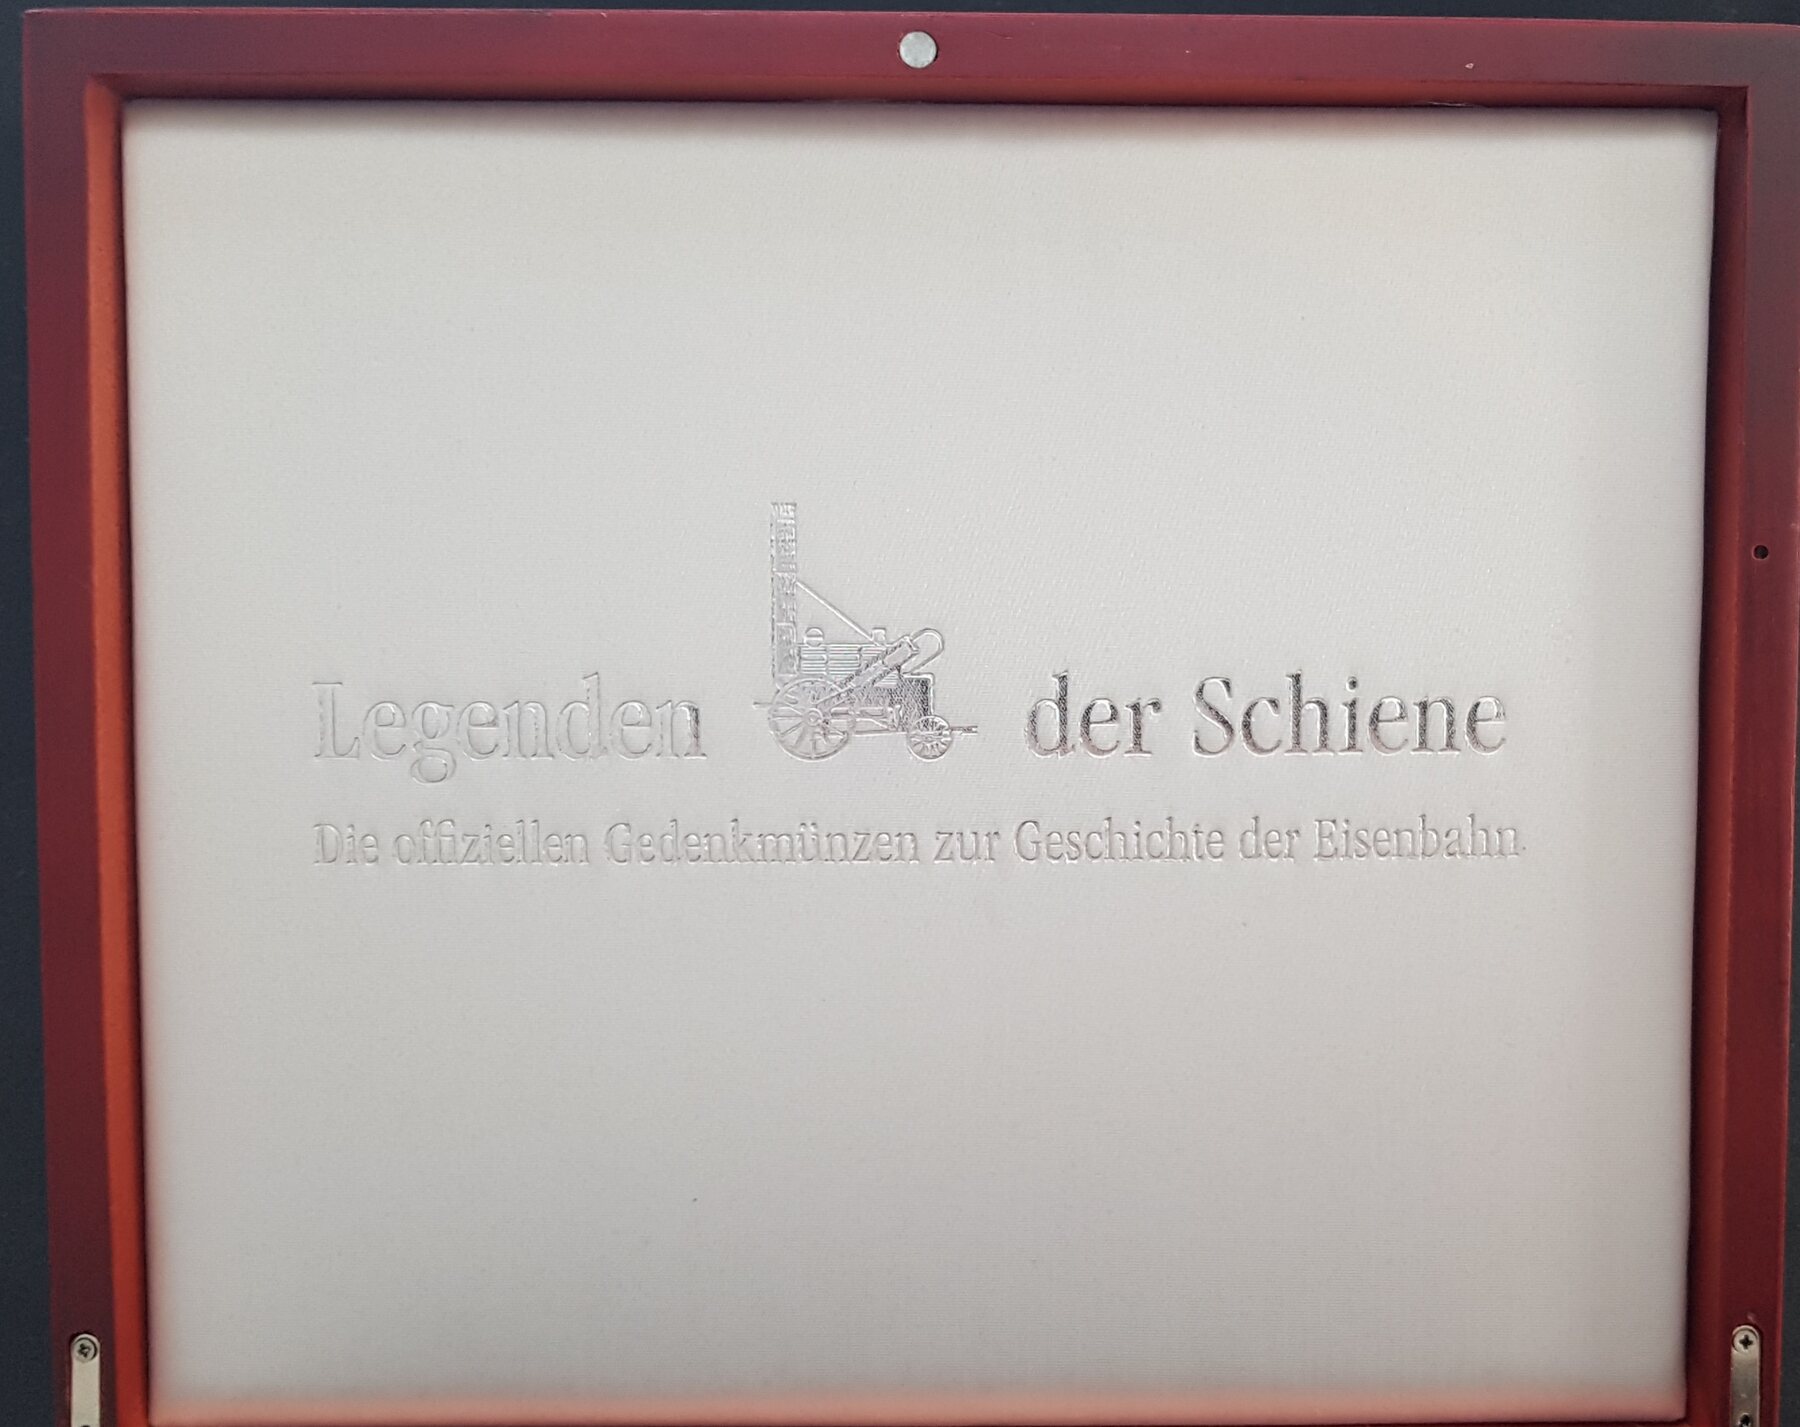 Legenden der Schiene
Die offiziellen Gedenkmünzen zur Geschichte der Eisenbahn